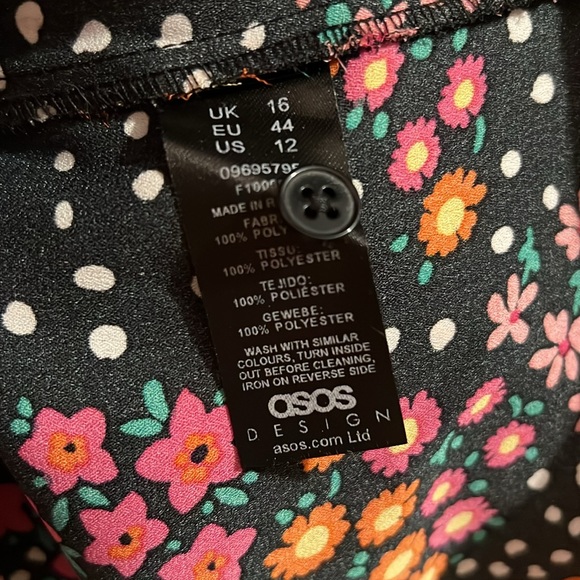 UK 16
EU 44
US 12
09695795
MADE IN
100% POLY
TISSU:
100% POLYESTER
TEJIDO:
100% POLIÉSTER
GEWEBE:
100% POLYESTER
WASH WITH SIMILAR
COLOURS, TURN INSIDE
OUT BEFORE CLEANING,
IRON ON REVERSE SIDE
asos
DESIGN
asos.com Ltd